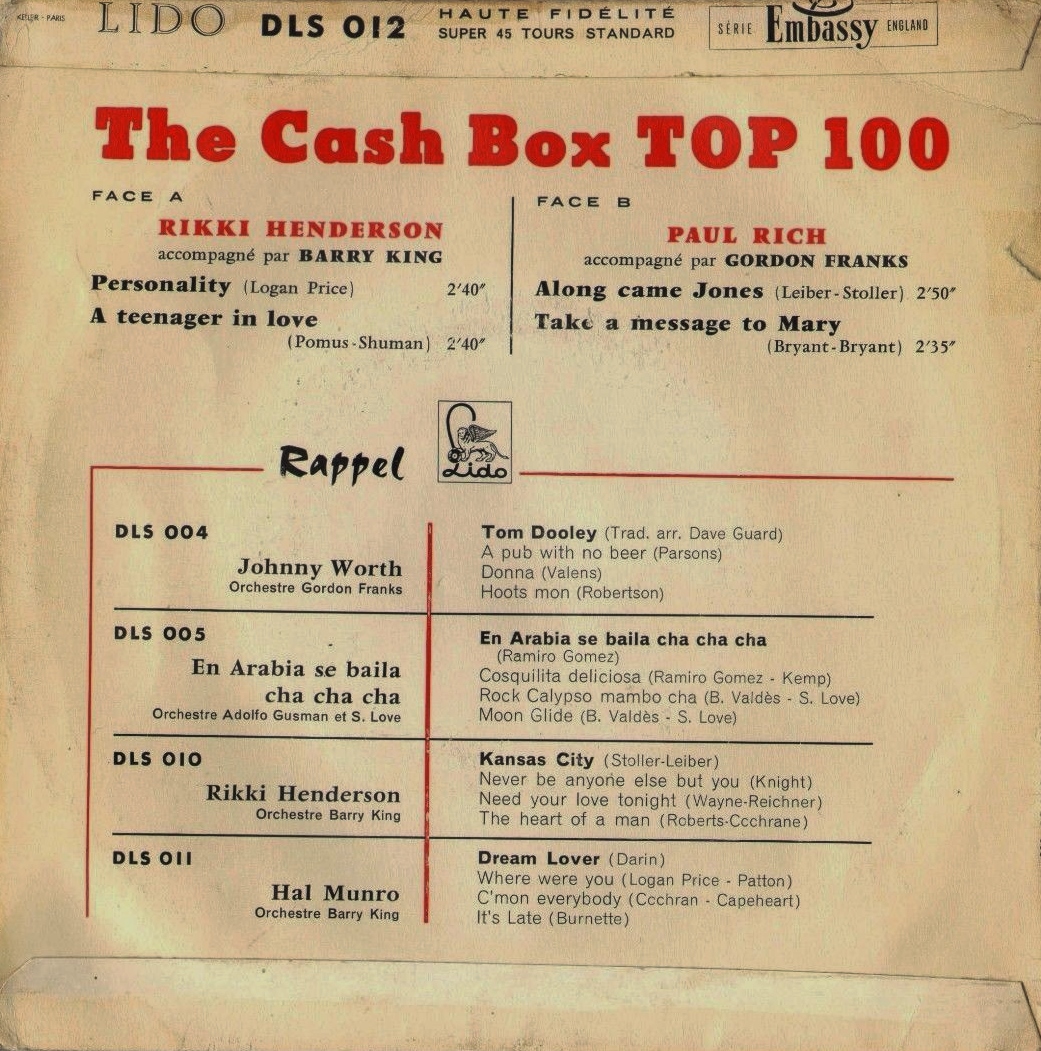 KELLER - PARIS
LIDO DLS 012
HAUTE FIDÉLITÉ
SUPER 45 TOURS STANDARD
SÉRIE Embassy ENGLAND
The Cash Box TOP 100
FACE A
RIKKI HENDERSON
accompagné par BARRY KING
Personality (Logan Price) 2'40"
A teenager in love
(Pomus-Shuman) 2'40"
FACE B
PAUL RICH
accompagné par GORDON FRANKS
Along came Jones (Leiber-Stoller) 2'50"
Take a message to Mary
(Bryant-Bryant) 2'35"
Rappel
Lido
DLS 004
Johnny Worth
Orchestre Gordon Franks
Tom Dooley (Trad. arr. Dave Guard)
A pub with no beer (Parsons)
Donna (Valens)
Hoots mon (Robertson)
DLS 005
En Arabia se baila
cha cha cha
Orchestre Adolfo Gusman et S. Love
En Arabia se baila cha cha cha
(Ramiro Gomez)
Cosquilita deliciosa (Ramiro Gomez - Kemp)
Rock Calypso mambo cha (B. Valdès - S. Love)
Moon Glide (B. Valdès - S. Love)
DLS 010
Rikki Henderson
Orchestre Barry King
Kansas City (Stoller-Leiber)
Never be anyone else but you (Knight)
Need your love tonight (Wayne-Reichner)
The heart of a man (Roberts-Ccchrane)
DLS 011
Hal Munro
Orchestre Barry King
Dream Lover (Darin)
Where were you (Logan Price - Patton)
C'mon everybody (Ccchran - Capeheart)
It's Late (Burnette)